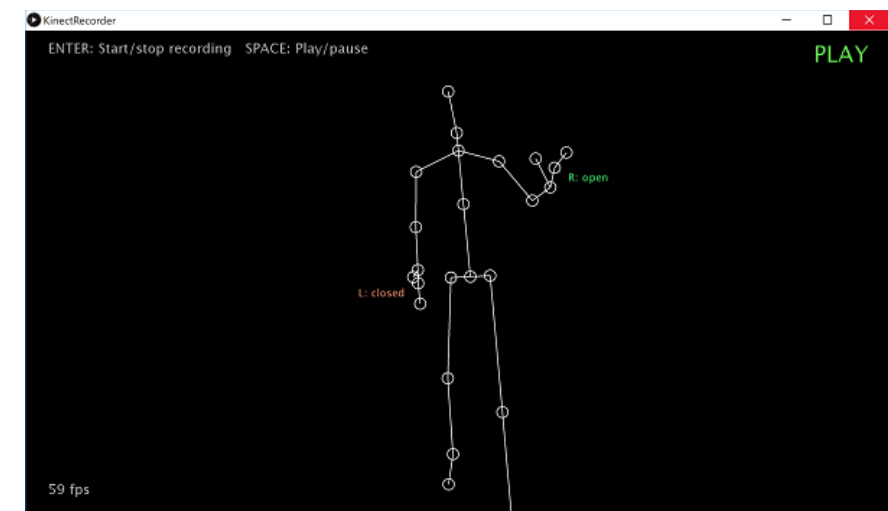 KinectRecorder
ENTER: Start/stop recording SPACE: Play/pause
PLAY
R: open
L: closed
59 fps